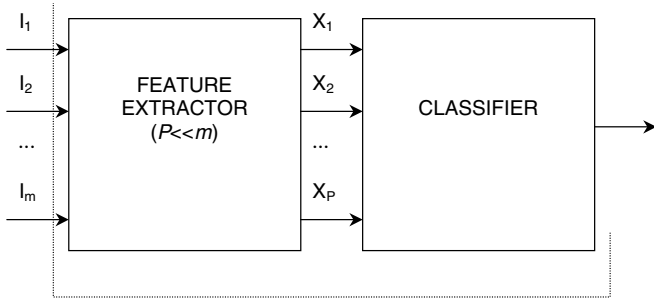 I1 X1
FEATURE
I2 EXTRACTOR X2 CLASSIFIER
(P<<m)
... ...
Im XP